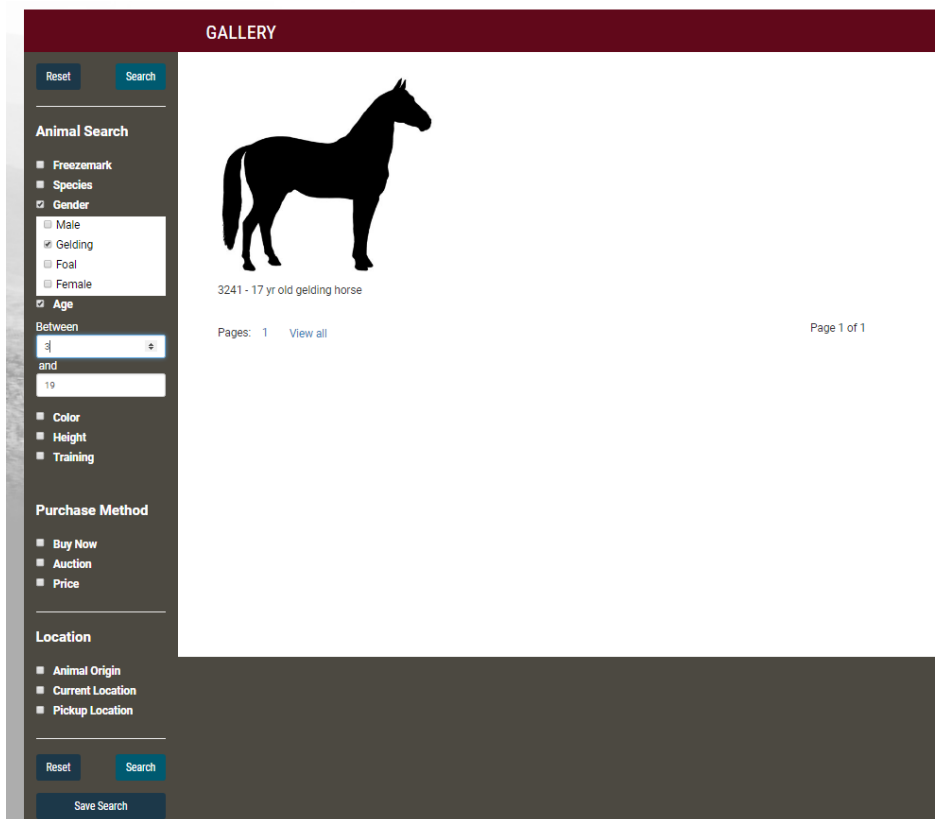 GALLERY
Reset Search
Animal Search
Freezemark
Species
Gender
Male
Gelding
Foal
Female
Age
Between
3
and
19
Color
Height
Training
Purchase Method
Buy Now
Auction
Price
Location
Animal Origin
Current Location
Pickup Location
Reset Search
Save Search
3241 - 17 yr old gelding horse
Pages: 1 View all Page 1 of 1